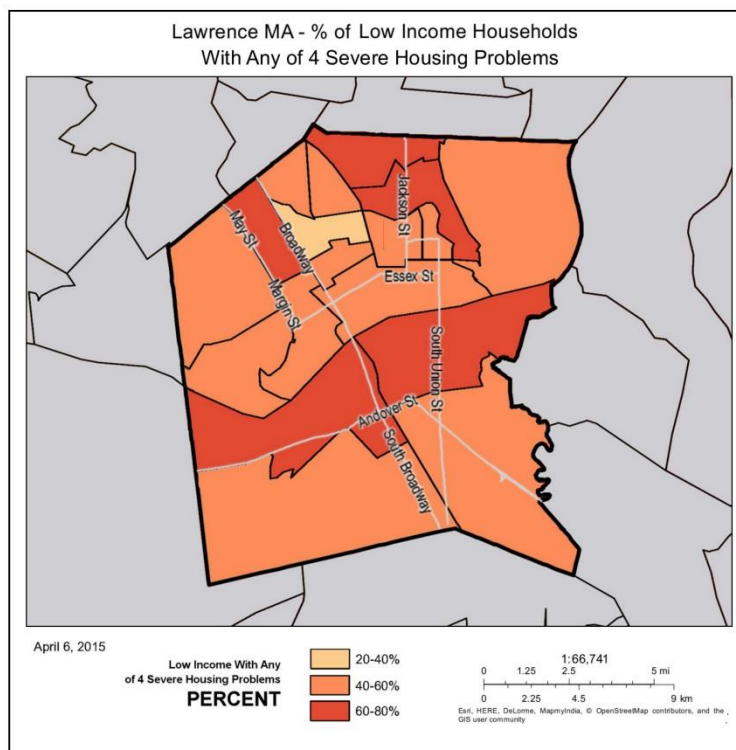 Lawrence MA - % of Low Income Households
With Any of 4 Severe Housing Problems
Jackson St
May St
Broadway
Essex St
Margin St
South Union St
Andover St
South Broadway
April 6, 2015
Low Income With Any
of 4 Severe Housing Problems
PERCENT
20-40%
40-60%
60-80%
1:66,741
0 1.25 2.5 5 mi
0 2.25 4.5 9 km
Esri, HERE, DeLorme, MapmyIndia, © OpenStreetMap contributors, and the
GIS user community